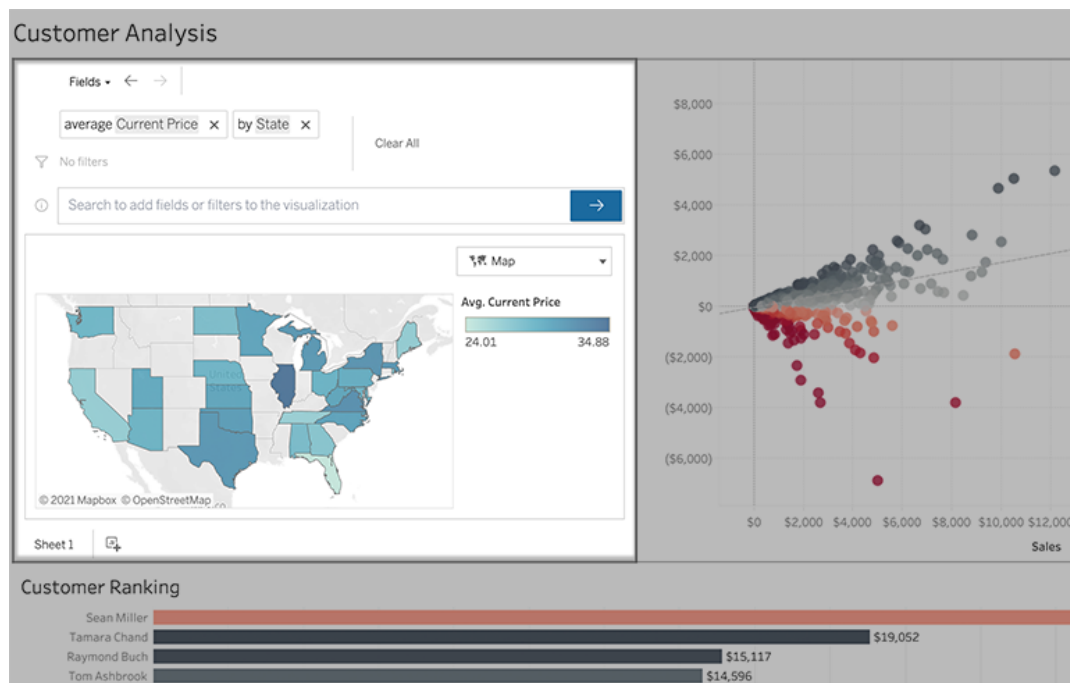 Customer Analysis
Fields
average Current Price ×
by State ×
Clear All
No filters
Search to add fields or filters to the visualization
Map
Avg. Current Price
24.01 34.88
United
States
© 2021 Mapbox © OpenStreetMap
Sheet 1
$8,000
$6,000
$4,000
$2,000
$0
($2,000)
($4,000)
($6,000)
$0 $2,000 $4,000 $6,000 $8,000 $10,000 $12,000
Sales
Customer Ranking
Sean Miller
Tamara Chand $19,052
Raymond Buch $15,117
Tom Ashbrook $14,596